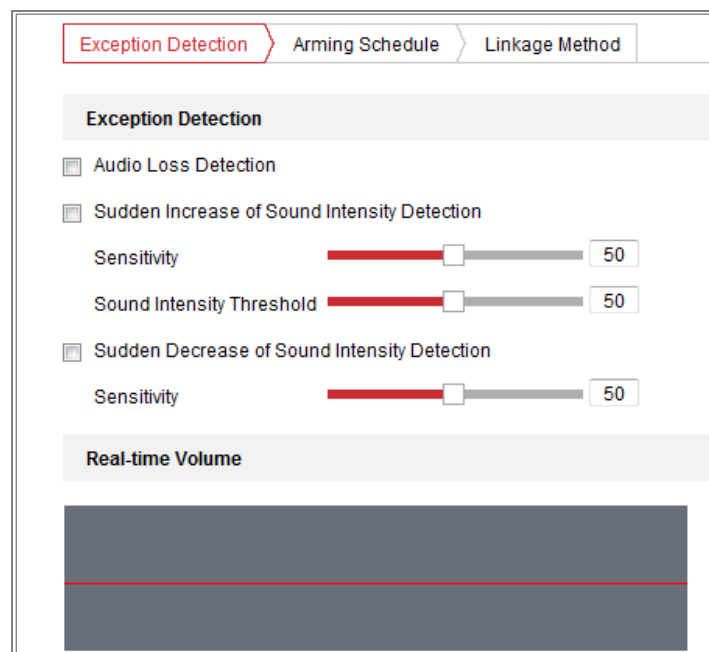 Exception Detection Arming Schedule Linkage Method
Exception Detection
Audio Loss Detection
Sudden Increase of Sound Intensity Detection
Sensitivity 50
Sound Intensity Threshold 50
Sudden Decrease of Sound Intensity Detection
Sensitivity 50
Real-time Volume